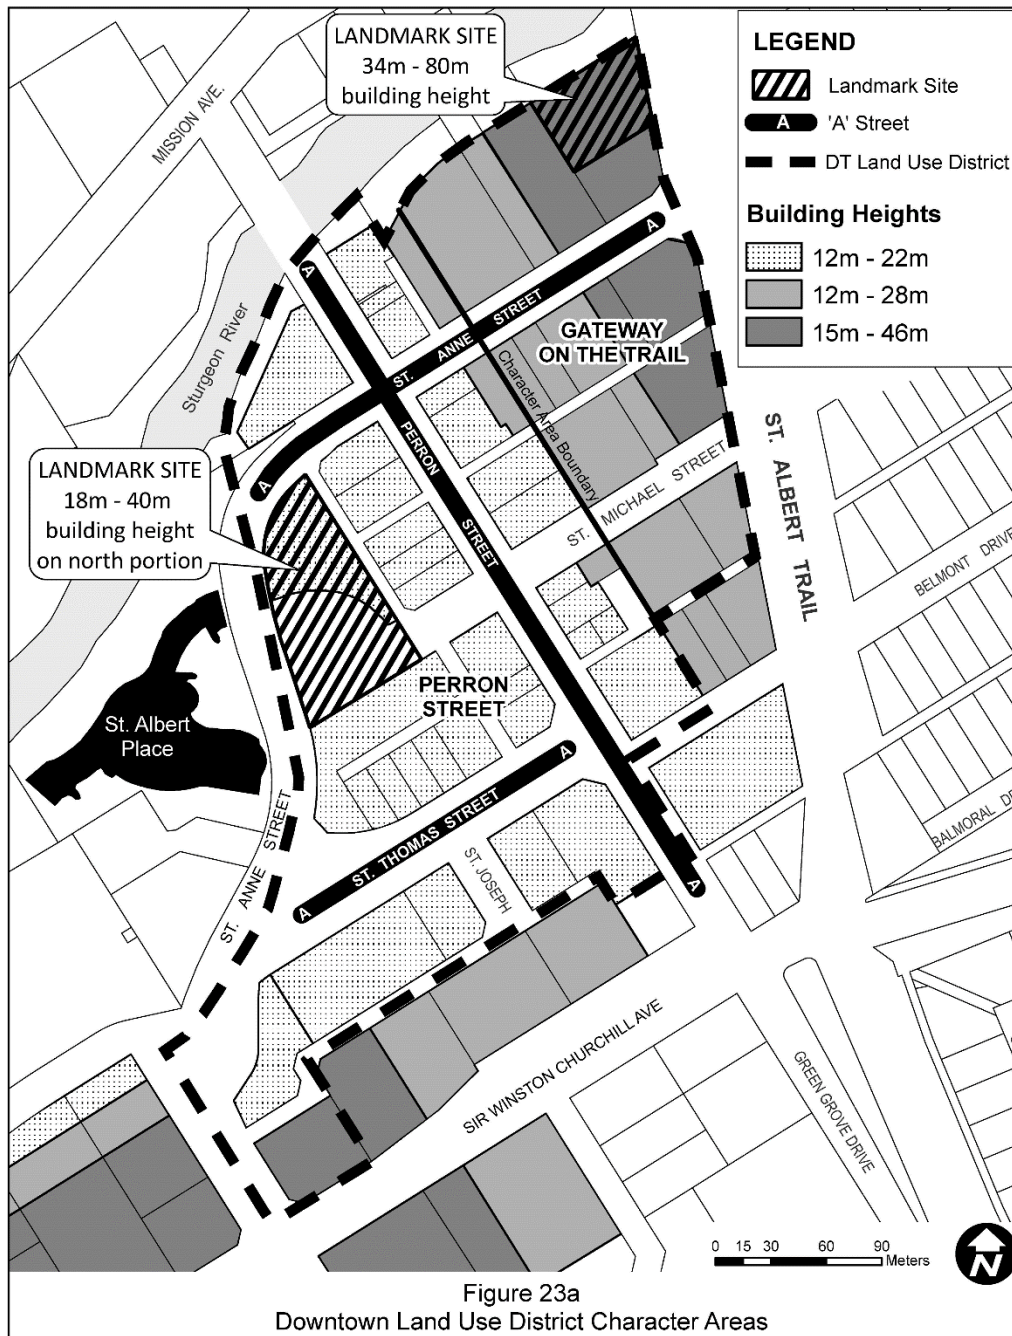 LANDMARK SITE
34m - 80m
building height
LEGEND
Landmark Site
A
'A' Street
DT Land Use District
Building Heights
12m - 22m
12m - 28m
15m - 46m
MISSION AVE.
Sturgeon River
A
A
ST. ANNE STREET
GATEWAY
ON THE TRAIL
Character Area Boundary
PERRON STREET
A
LANDMARK SITE
18m - 40m
building height
on north portion
ST. MICHAEL STREET
ST. ALBERT TRAIL
BELMONT DRIVE
St. Albert
Place
PERRON
STREET
A
ST. THOMAS STREET
A
ST. JOSEPH
A
ST. ANNE STREET
BALMORAL DR
SIR WINSTON CHURCHILL AVE
GREEN GROVE DRIVE
0 15 30 60 90
Meters
N
Figure 23a
Downtown Land Use District Character Areas